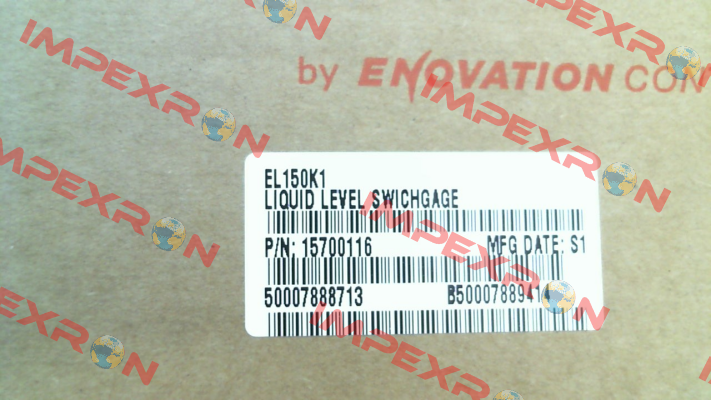 by ENOVATION CON
EL150K1
LIQUID LEVEL SWICHGAGE
P/N: 15700116 MFG DATE: S1
50007888713 B500078894
IMPEXRON
IMPEXRON
IMPEXRON
IMPEXRON
IMPEXRON
IMPEXRON
IMPEXRON